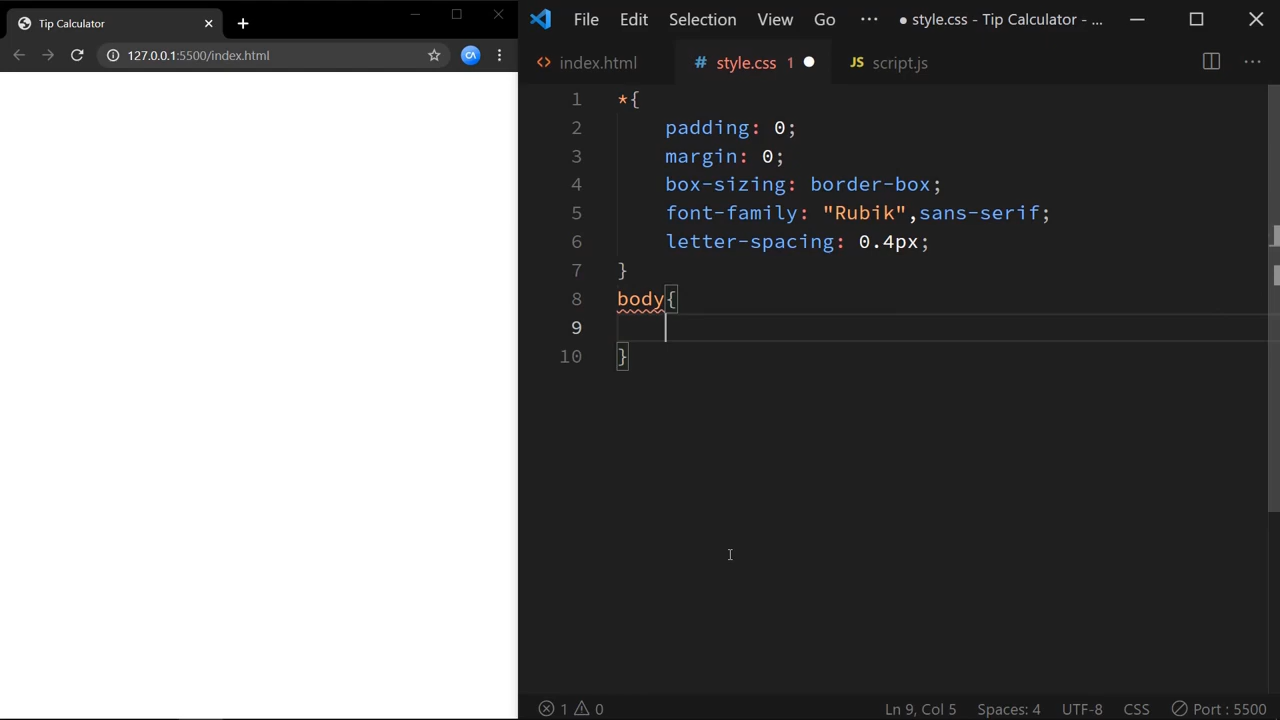 Tip Calculator
127.0.0.1:5500/index.html
CA
File Edit Selection View Go ··· ● style.css - Tip Calculator - ...
<> index.html # style.css 1 JS script.js ···
1 *{
2 padding: 0;
3 margin: 0;
4 box-sizing: border-box;
5 font-family: "Rubik",sans-serif;
6 letter-spacing: 0.4px;
7 }
8 body{
9
10 }
1 0 Ln 9, Col 5 Spaces: 4 UTF-8 CSS Port : 5500